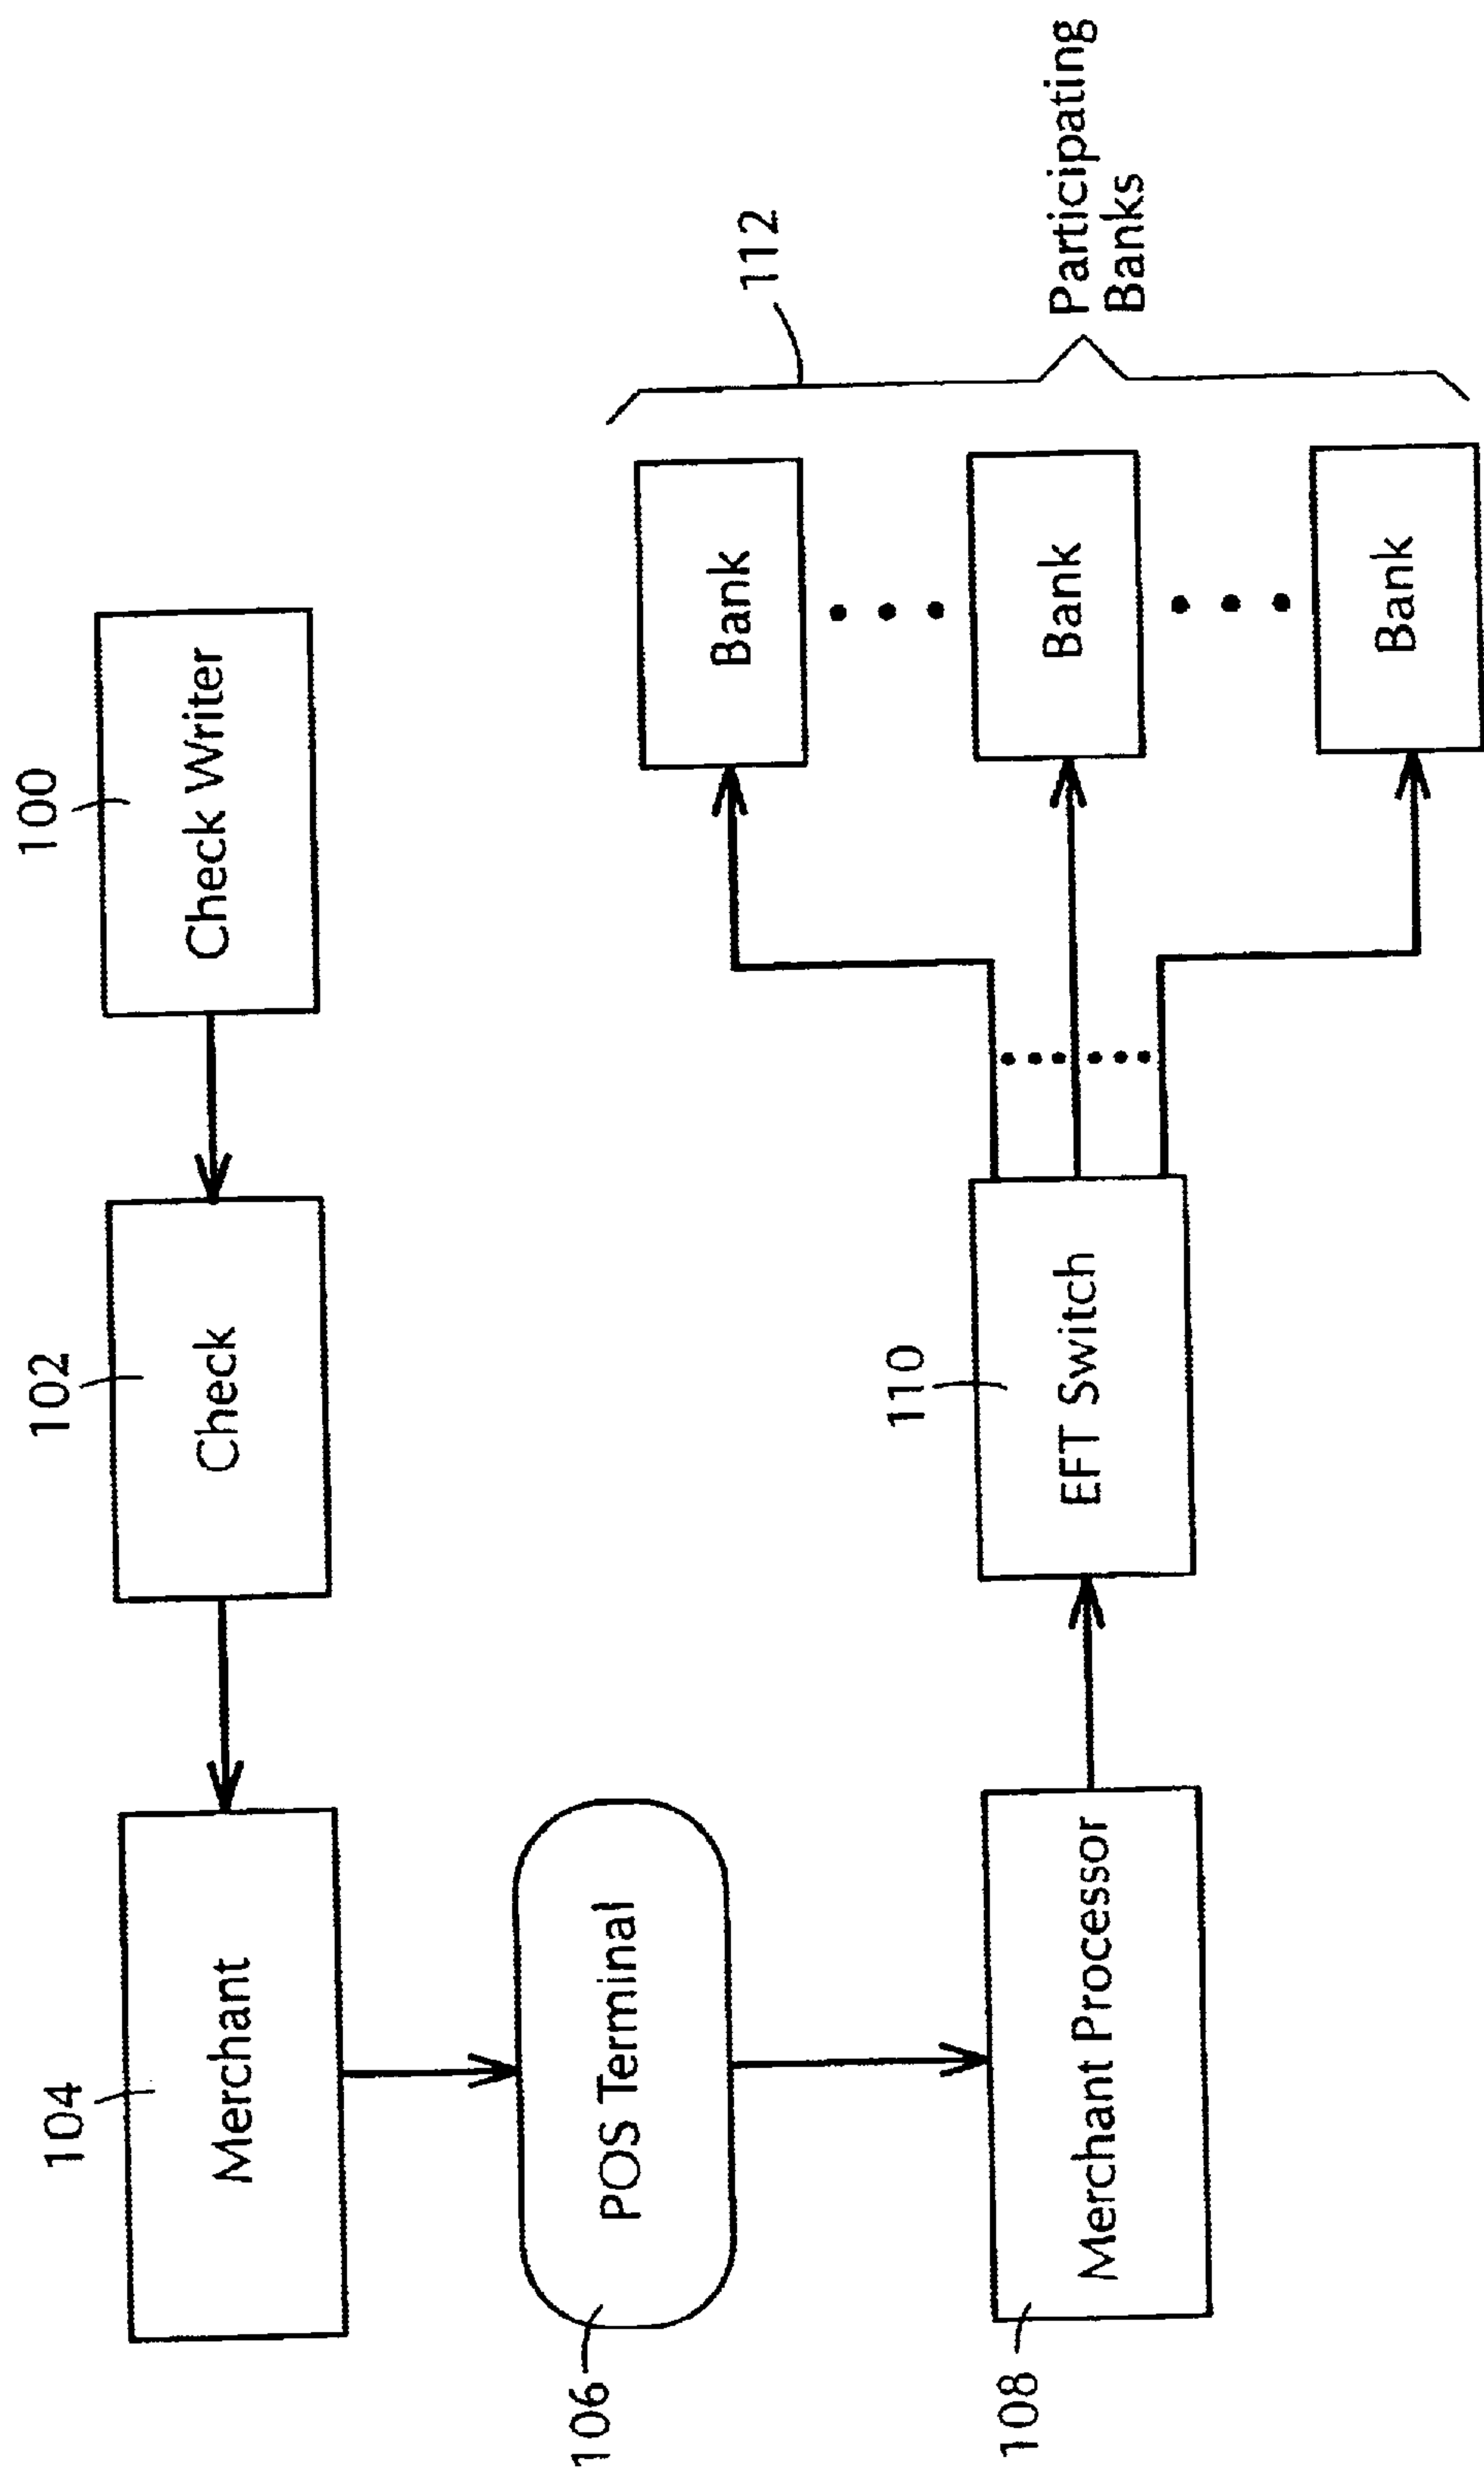 100
Check Writer
102
Check
104
Merchant
106
POS Terminal
108
Merchant Processor
110
EFT Switch
112
Bank
Bank
Bank
Participating
Banks